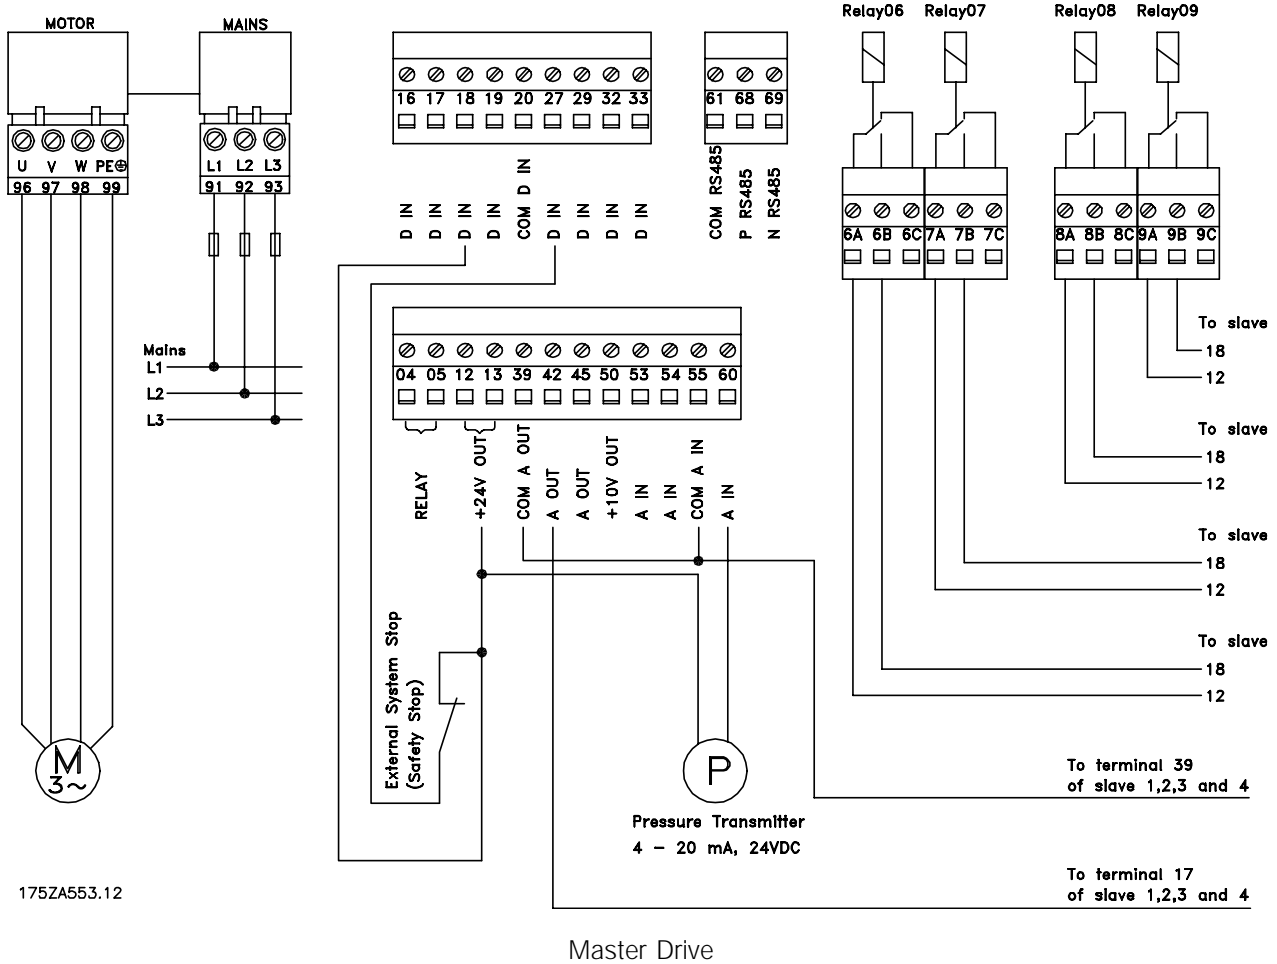 MOTOR
MAINS
Relay06 Relay07 Relay08 Relay09
U V W PE
96 97 98 99
L1 L2 L3
91 92 93
16 17 18 19 20 27 29 32 33
61 68 69
D IN
D IN
D IN
D IN
COM D IN
D IN
D IN
D IN
D IN
COM RS485
P RS485
N RS485
6A 6B 6C 7A 7B 7C
8A 8B 8C 9A 9B 9C
Mains
L1
L2
L3
04 05 12 13 39 42 45 50 53 54 55 60
RELAY
+24V OUT
COM A OUT
A OUT
A OUT
+10V OUT
A IN
A IN
COM A IN
A IN
To slave
18
12
To slave
18
12
To slave
18
12
To slave
18
12
External System Stop
(Safety Stop)
M
3~
P
Pressure Transmitter
4 - 20 mA, 24VDC
To terminal 39
of slave 1,2,3 and 4
To terminal 17
of slave 1,2,3 and 4
175ZA553.12
Master Drive